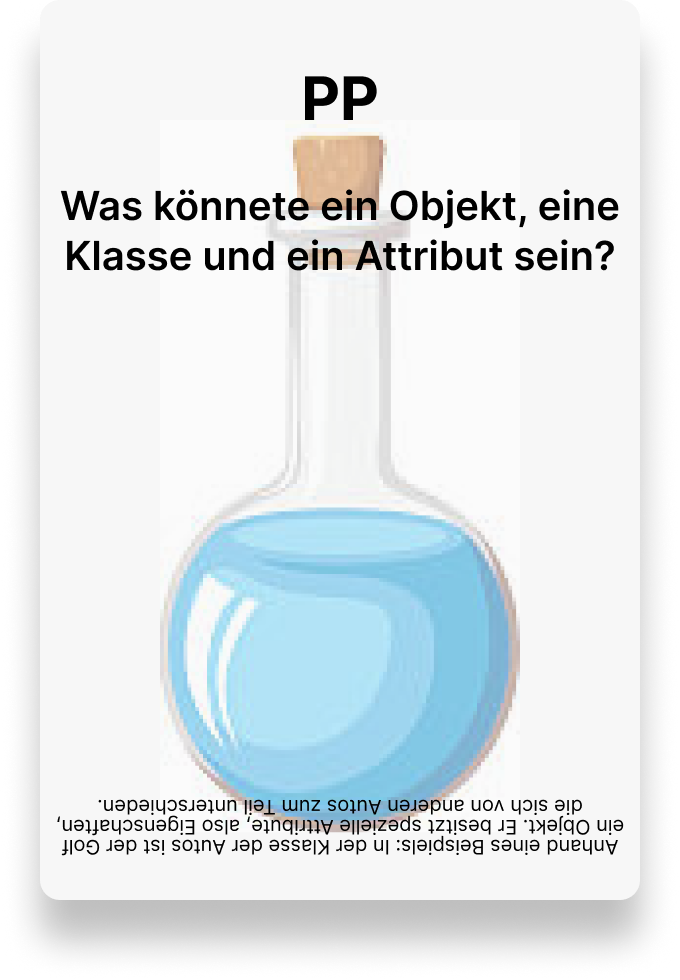 PP
Was könnete ein Objekt, eine
Klasse und ein Attribut sein?
Anhand eines Beispiels: In der Klasse der Autos ist der Golf
ein Objekt. Er besitzt spezielle Attribute, also Eigenschaften,
die sich von anderen Autos zum Teil unterschieden.